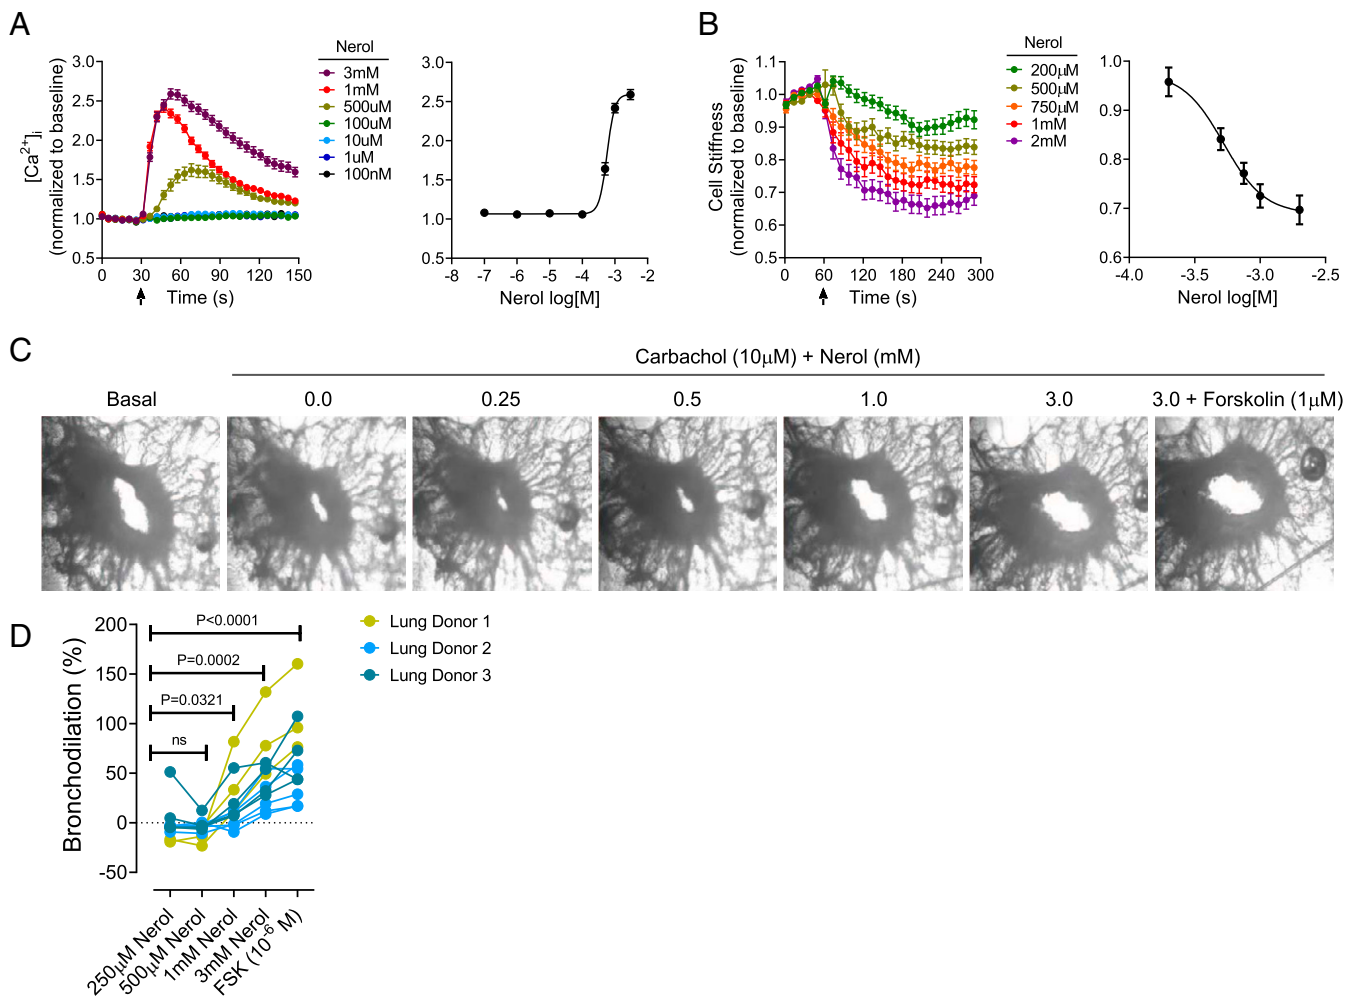 A
[Ca²⁺]i
(normalized to baseline)
3.0
2.5
2.0
1.5
1.0
0.5
0 30 60 90 120 150
Time (s)
Nerol
3mM
1mM
500uM
100uM
10uM
1uM
100nM
3.0
2.5
2.0
1.5
1.0
0.5
-8 -7 -6 -5 -4 -3 -2
Nerol log[M]
B
Cell Stiffness
(normalized to baseline)
1.1
1.0
0.9
0.8
0.7
0.6
0.5
0 60 120 180 240 300
Time (s)
Nerol
200μM
500μM
750μM
1mM
2mM
1.0
0.9
0.8
0.7
0.6
-4.0 -3.5 -3.0 -2.5
Nerol log[M]
C
Carbachol (10μM) + Nerol (mM)
Basal 0.0 0.25 0.5 1.0 3.0 3.0 + Forskolin (1μM)
D
Bronchodilation (%)
200
150
100
50
0
-50
P<0.0001
P=0.0002
P=0.0321
ns
Lung Donor 1
Lung Donor 2
Lung Donor 3
250μM Nerol
500μM Nerol
1mM Nerol
3mM Nerol
FSK (10⁻⁶ M)